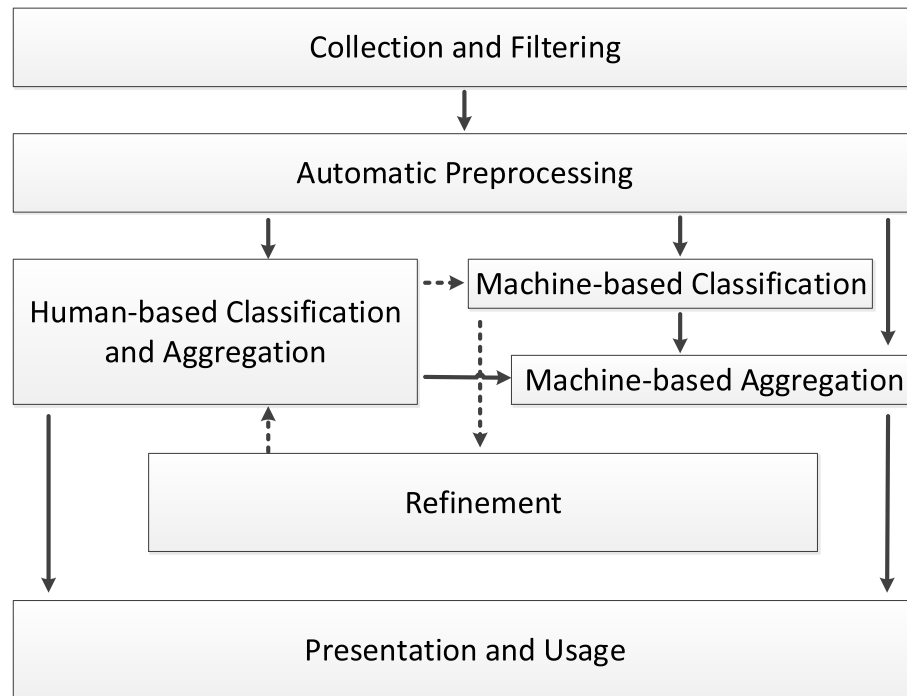 Collection and Filtering
Automatic Preprocessing
Human-based Classification
and Aggregation
Machine-based Classification
Machine-based Aggregation
Refinement
Presentation and Usage